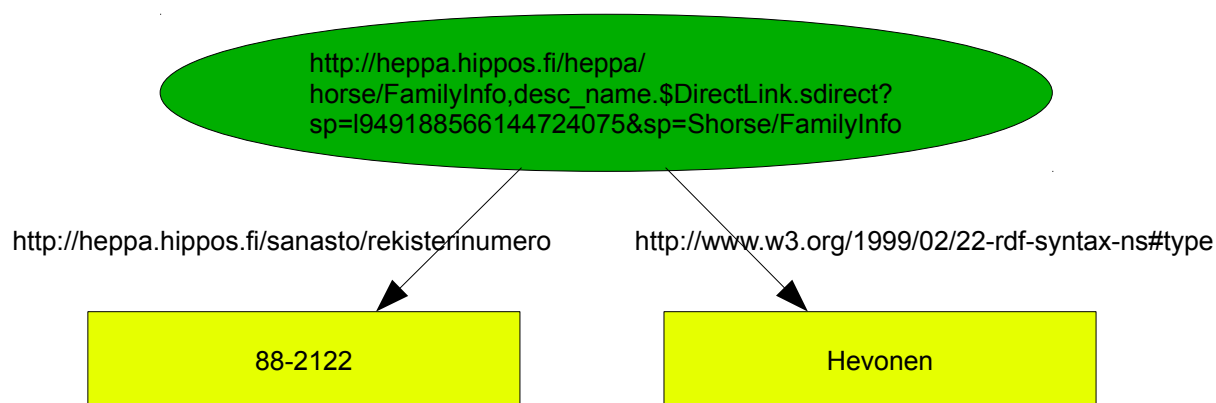 http://heppa.hippos.fi/heppa/
horse/FamilyInfo,desc_name.$DirectLink.sdirect?
sp=l949188566144724075&sp=Shorse/FamilyInfo
http://heppa.hippos.fi/sanasto/rekisterinumero
http://www.w3.org/1999/02/22-rdf-syntax-ns#type
88-2122
Hevonen